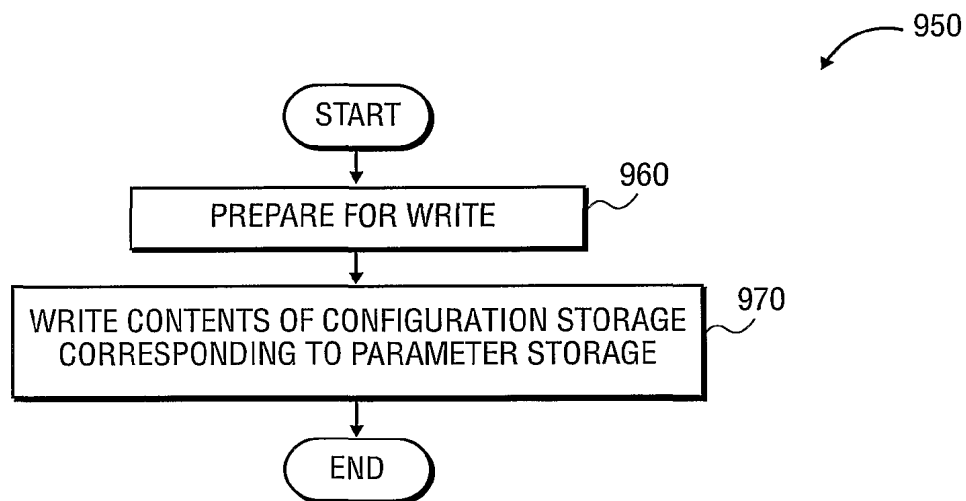 950
START
960
PREPARE FOR WRITE
970
WRITE CONTENTS OF CONFIGURATION STORAGE
CORRESPONDING TO PARAMETER STORAGE
END